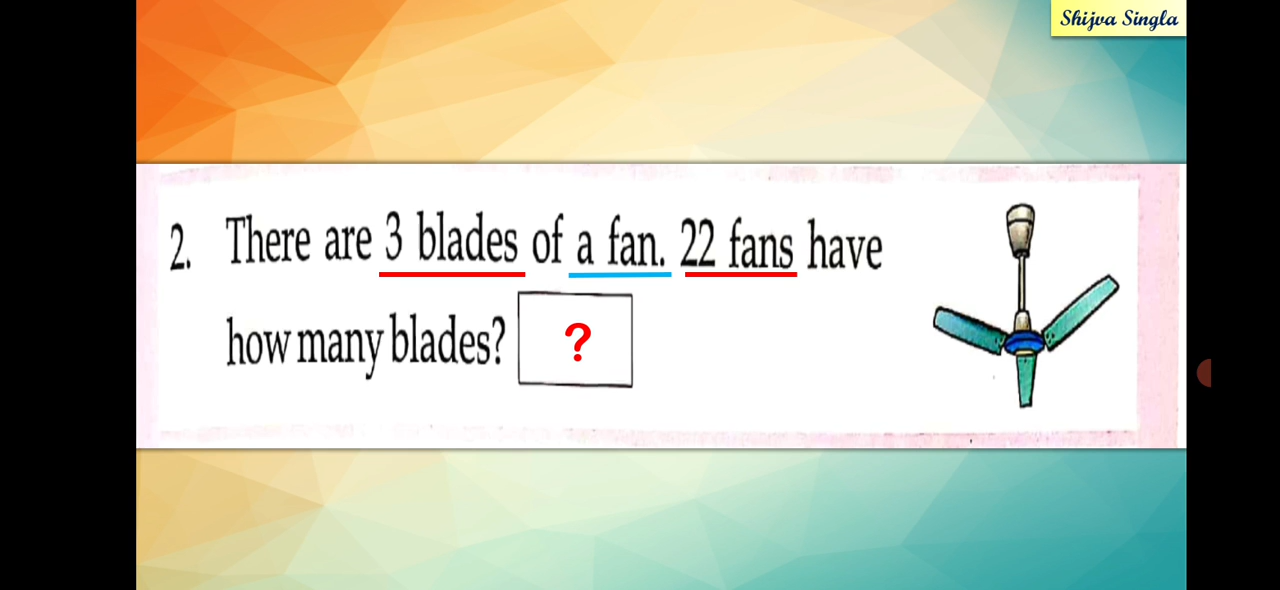 Shijva Singla
2. There are 3 blades of a fan. 22 fans have
how many blades? ?